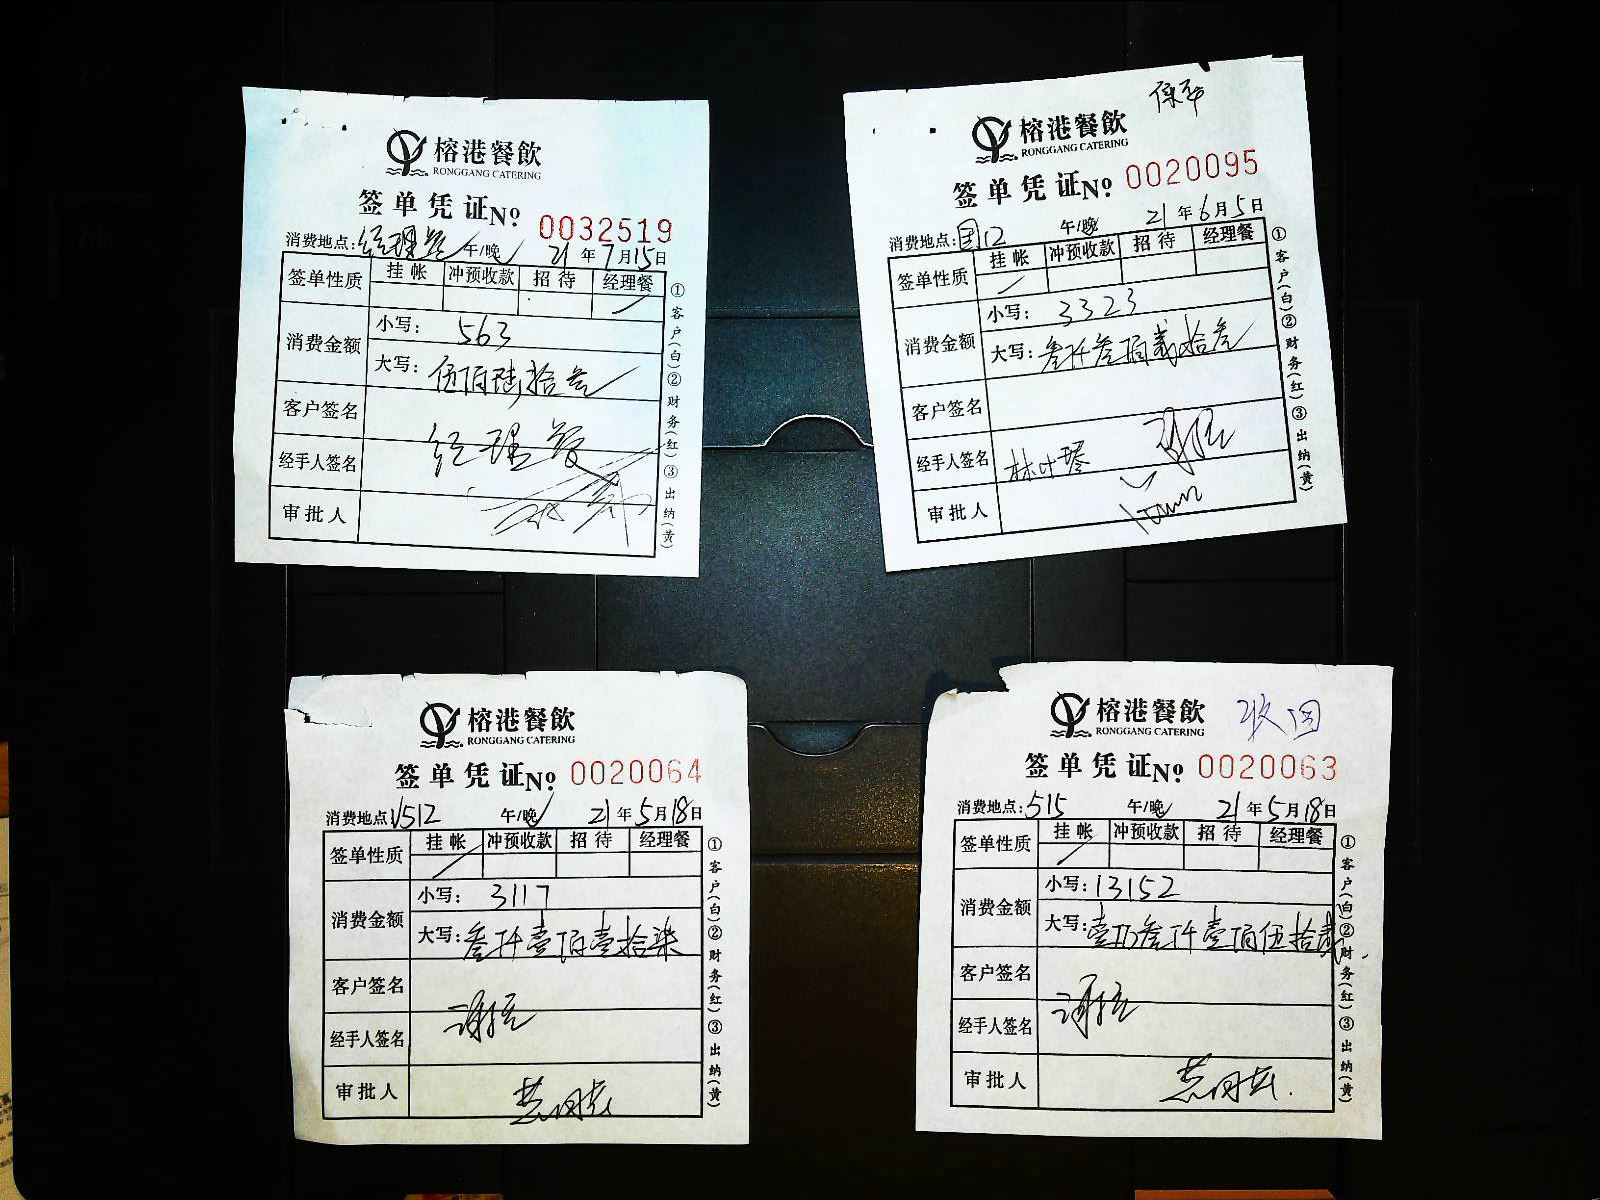 榕港餐飲
RONGGANG CATERING
签单凭证No 0032519
消费地点: 经理餐 午/晚 21年7月15日
签单性质 挂帐 冲预收款 招待 经理餐
消费金额 小写: 563
大写: 伍佰陆拾叁
客户签名
经理餐
经手人签名
审批人
①客户(白)②财务(红)③出纳(黄)
榕港餐飲
RONGGANG CATERING
签单凭证No 0020095
消费地点: 团12 午/晚 21年6月5日
签单性质 挂帐 冲预收款 招待 经理餐
消费金额 小写: 3323
大写: 叁仟叁佰贰拾叁
客户签名
经手人签名 林叶
审批人
①客户(白)②财务(红)③出纳(黄)
榕港餐飲
RONGGANG CATERING
签单凭证No 0020064
消费地点: V512 午/晚 21年5月18日
签单性质 挂帐 冲预收款 招待 经理餐
消费金额 小写: 3117
大写: 叁仟壹佰壹拾柒
客户签名
经手人签名
审批人
①客户(白)②财务(红)③出纳(黄)
收回
榕港餐飲
RONGGANG CATERING
签单凭证No 0020063
消费地点: 515 午/晚 21年5月18日
签单性质 挂帐 冲预收款 招待 经理餐
消费金额 小写: 13152
大写: 壹万叁仟壹佰伍拾贰
客户签名
经手人签名
审批人
①客户(白)②财务(红)③出纳(黄)